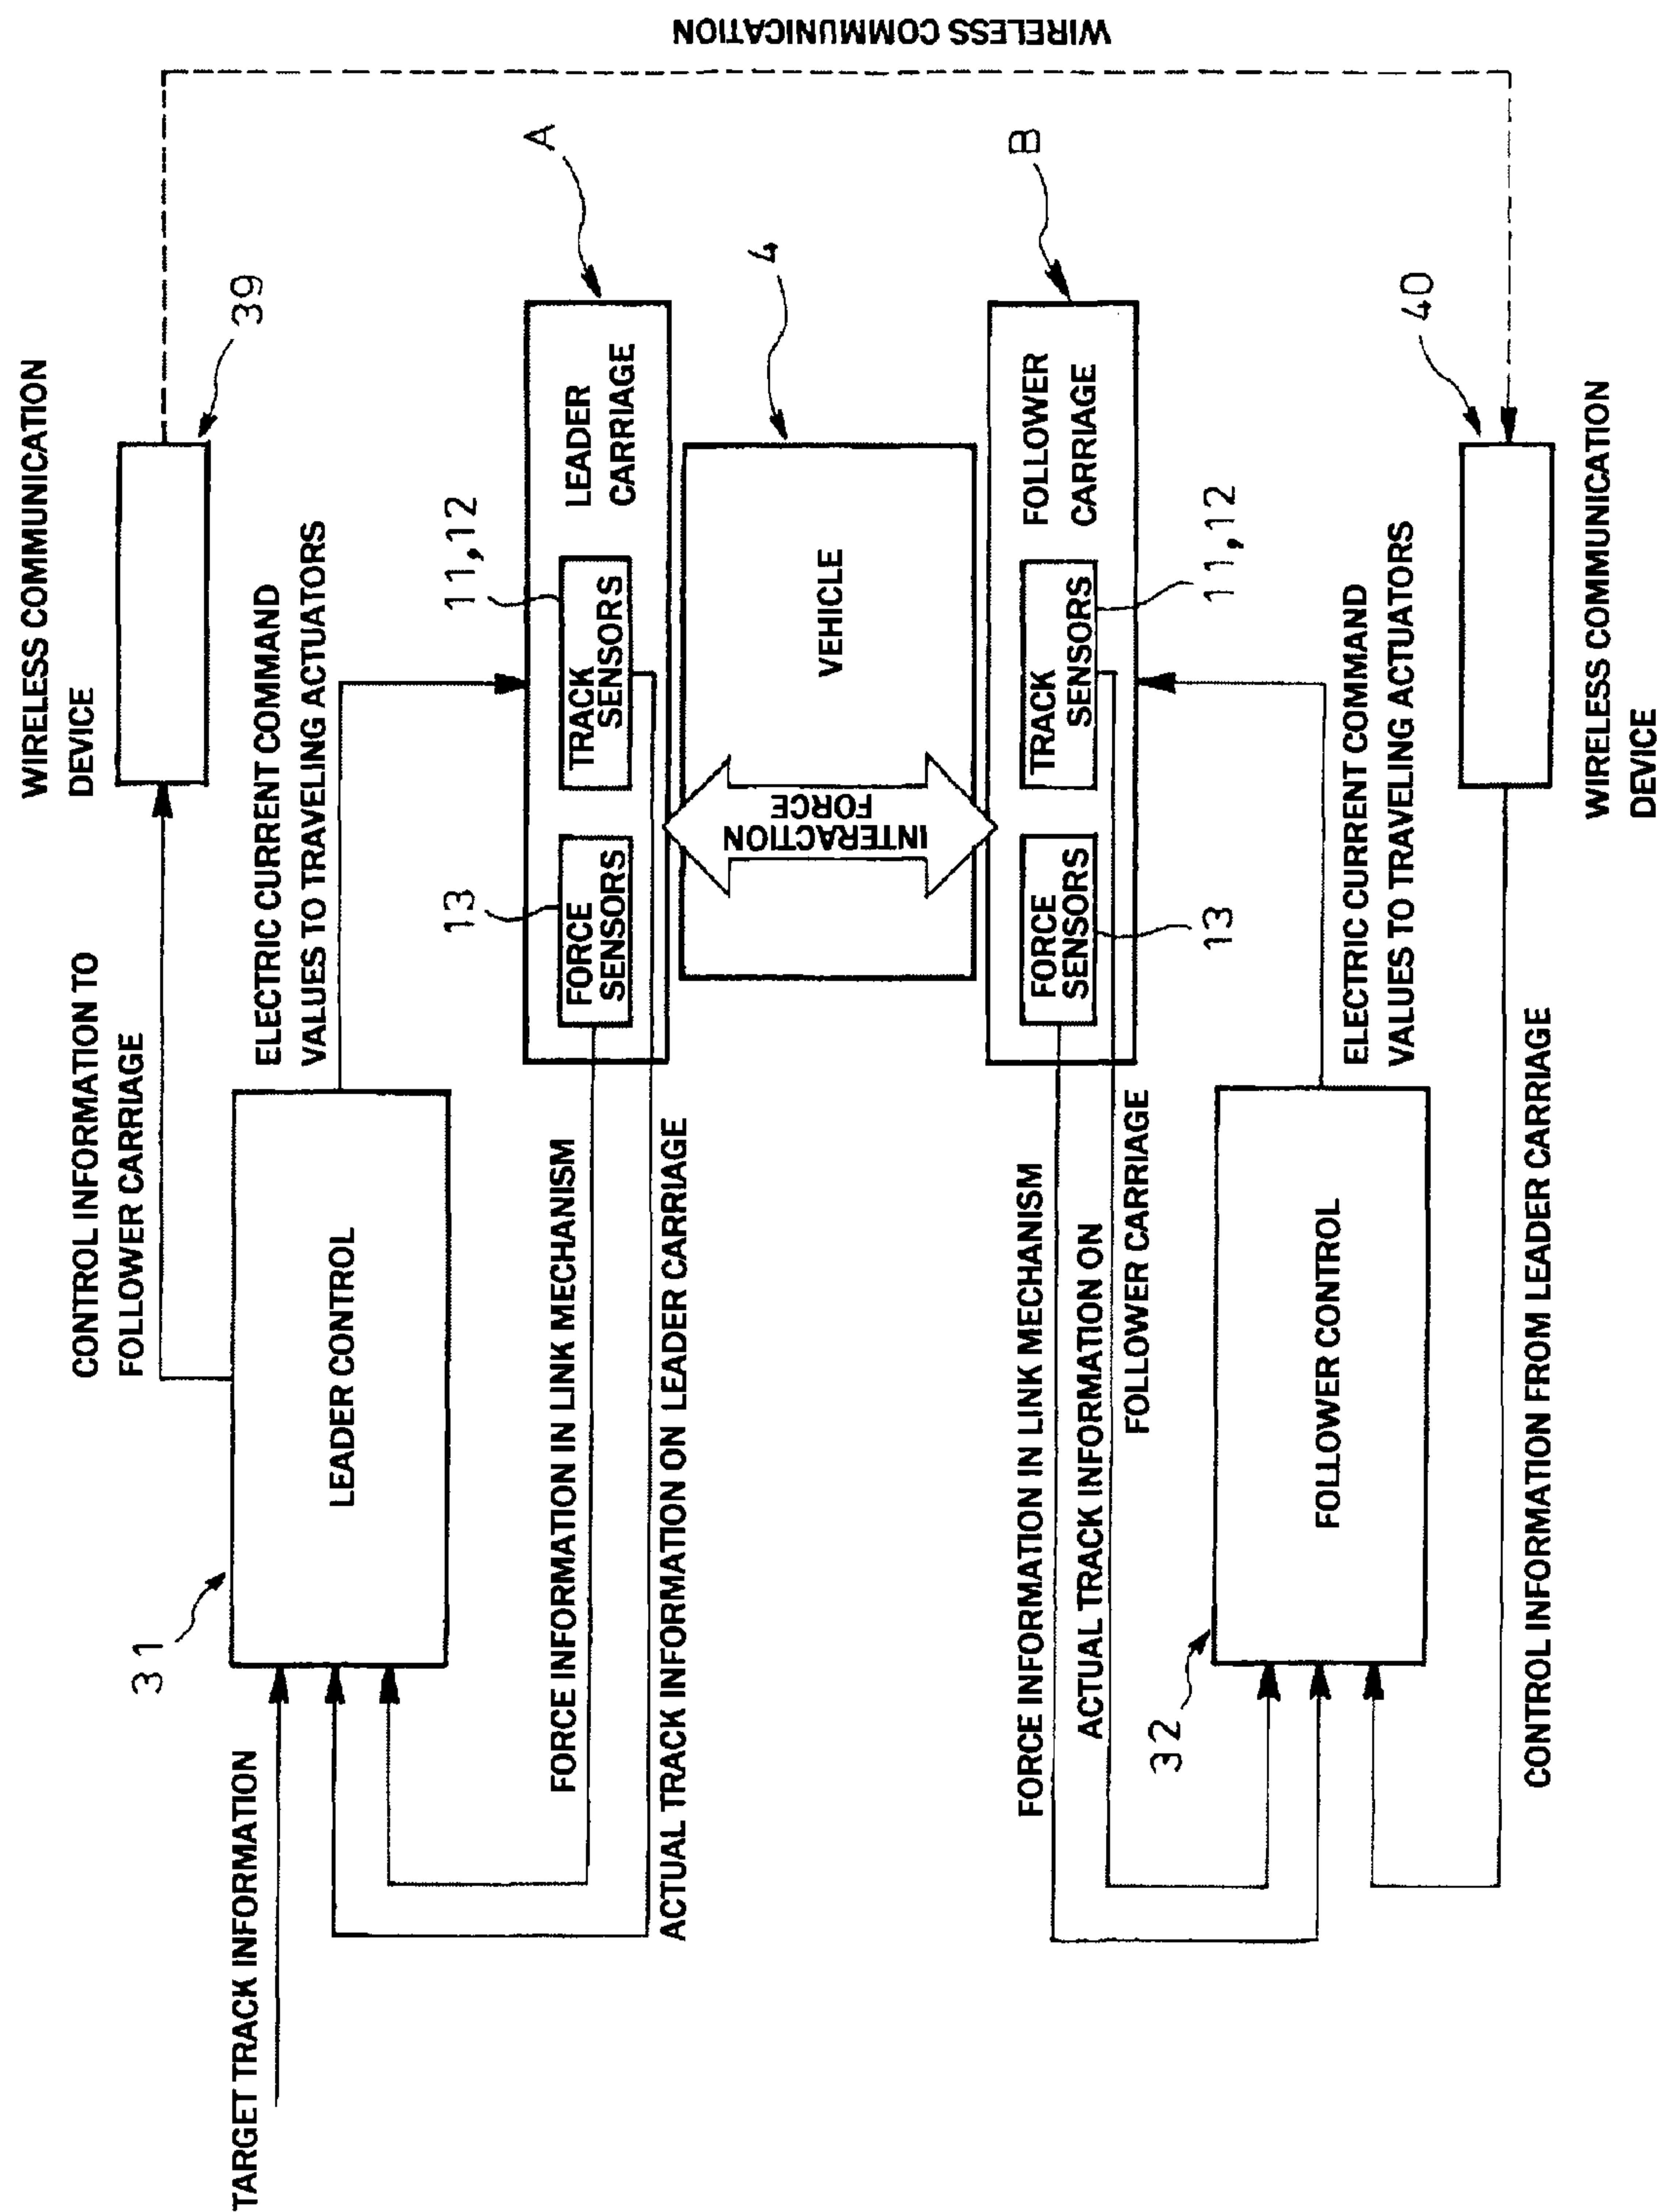 WIRELESS COMMUNICATION
DEVICE
39
CONTROL INFORMATION TO
FOLLOWER CARRIAGE
ELECTRIC CURRENT COMMAND
VALUES TO TRAVELING ACTUATORS
31
LEADER CONTROL
TARGET TRACK INFORMATION
A
13
11,12
FORCE
SENSORS
TRACK
SENSORS
LEADER
CARRIAGE
FORCE INFORMATION IN LINK MECHANISM
ACTUAL TRACK INFORMATION ON LEADER CARRIAGE
4
INTERACTION
FORCE
VEHICLE
WIRELESS COMMUNICATION
B
FORCE
SENSORS
TRACK
SENSORS
FOLLOWER
CARRIAGE
13
11,12
FORCE INFORMATION IN LINK MECHANISM
ACTUAL TRACK INFORMATION ON
FOLLOWER CARRIAGE
32
FOLLOWER CONTROL
ELECTRIC CURRENT COMMAND
VALUES TO TRAVELING ACTUATORS
40
CONTROL INFORMATION FROM LEADER CARRIAGE
WIRELESS COMMUNICATION
DEVICE